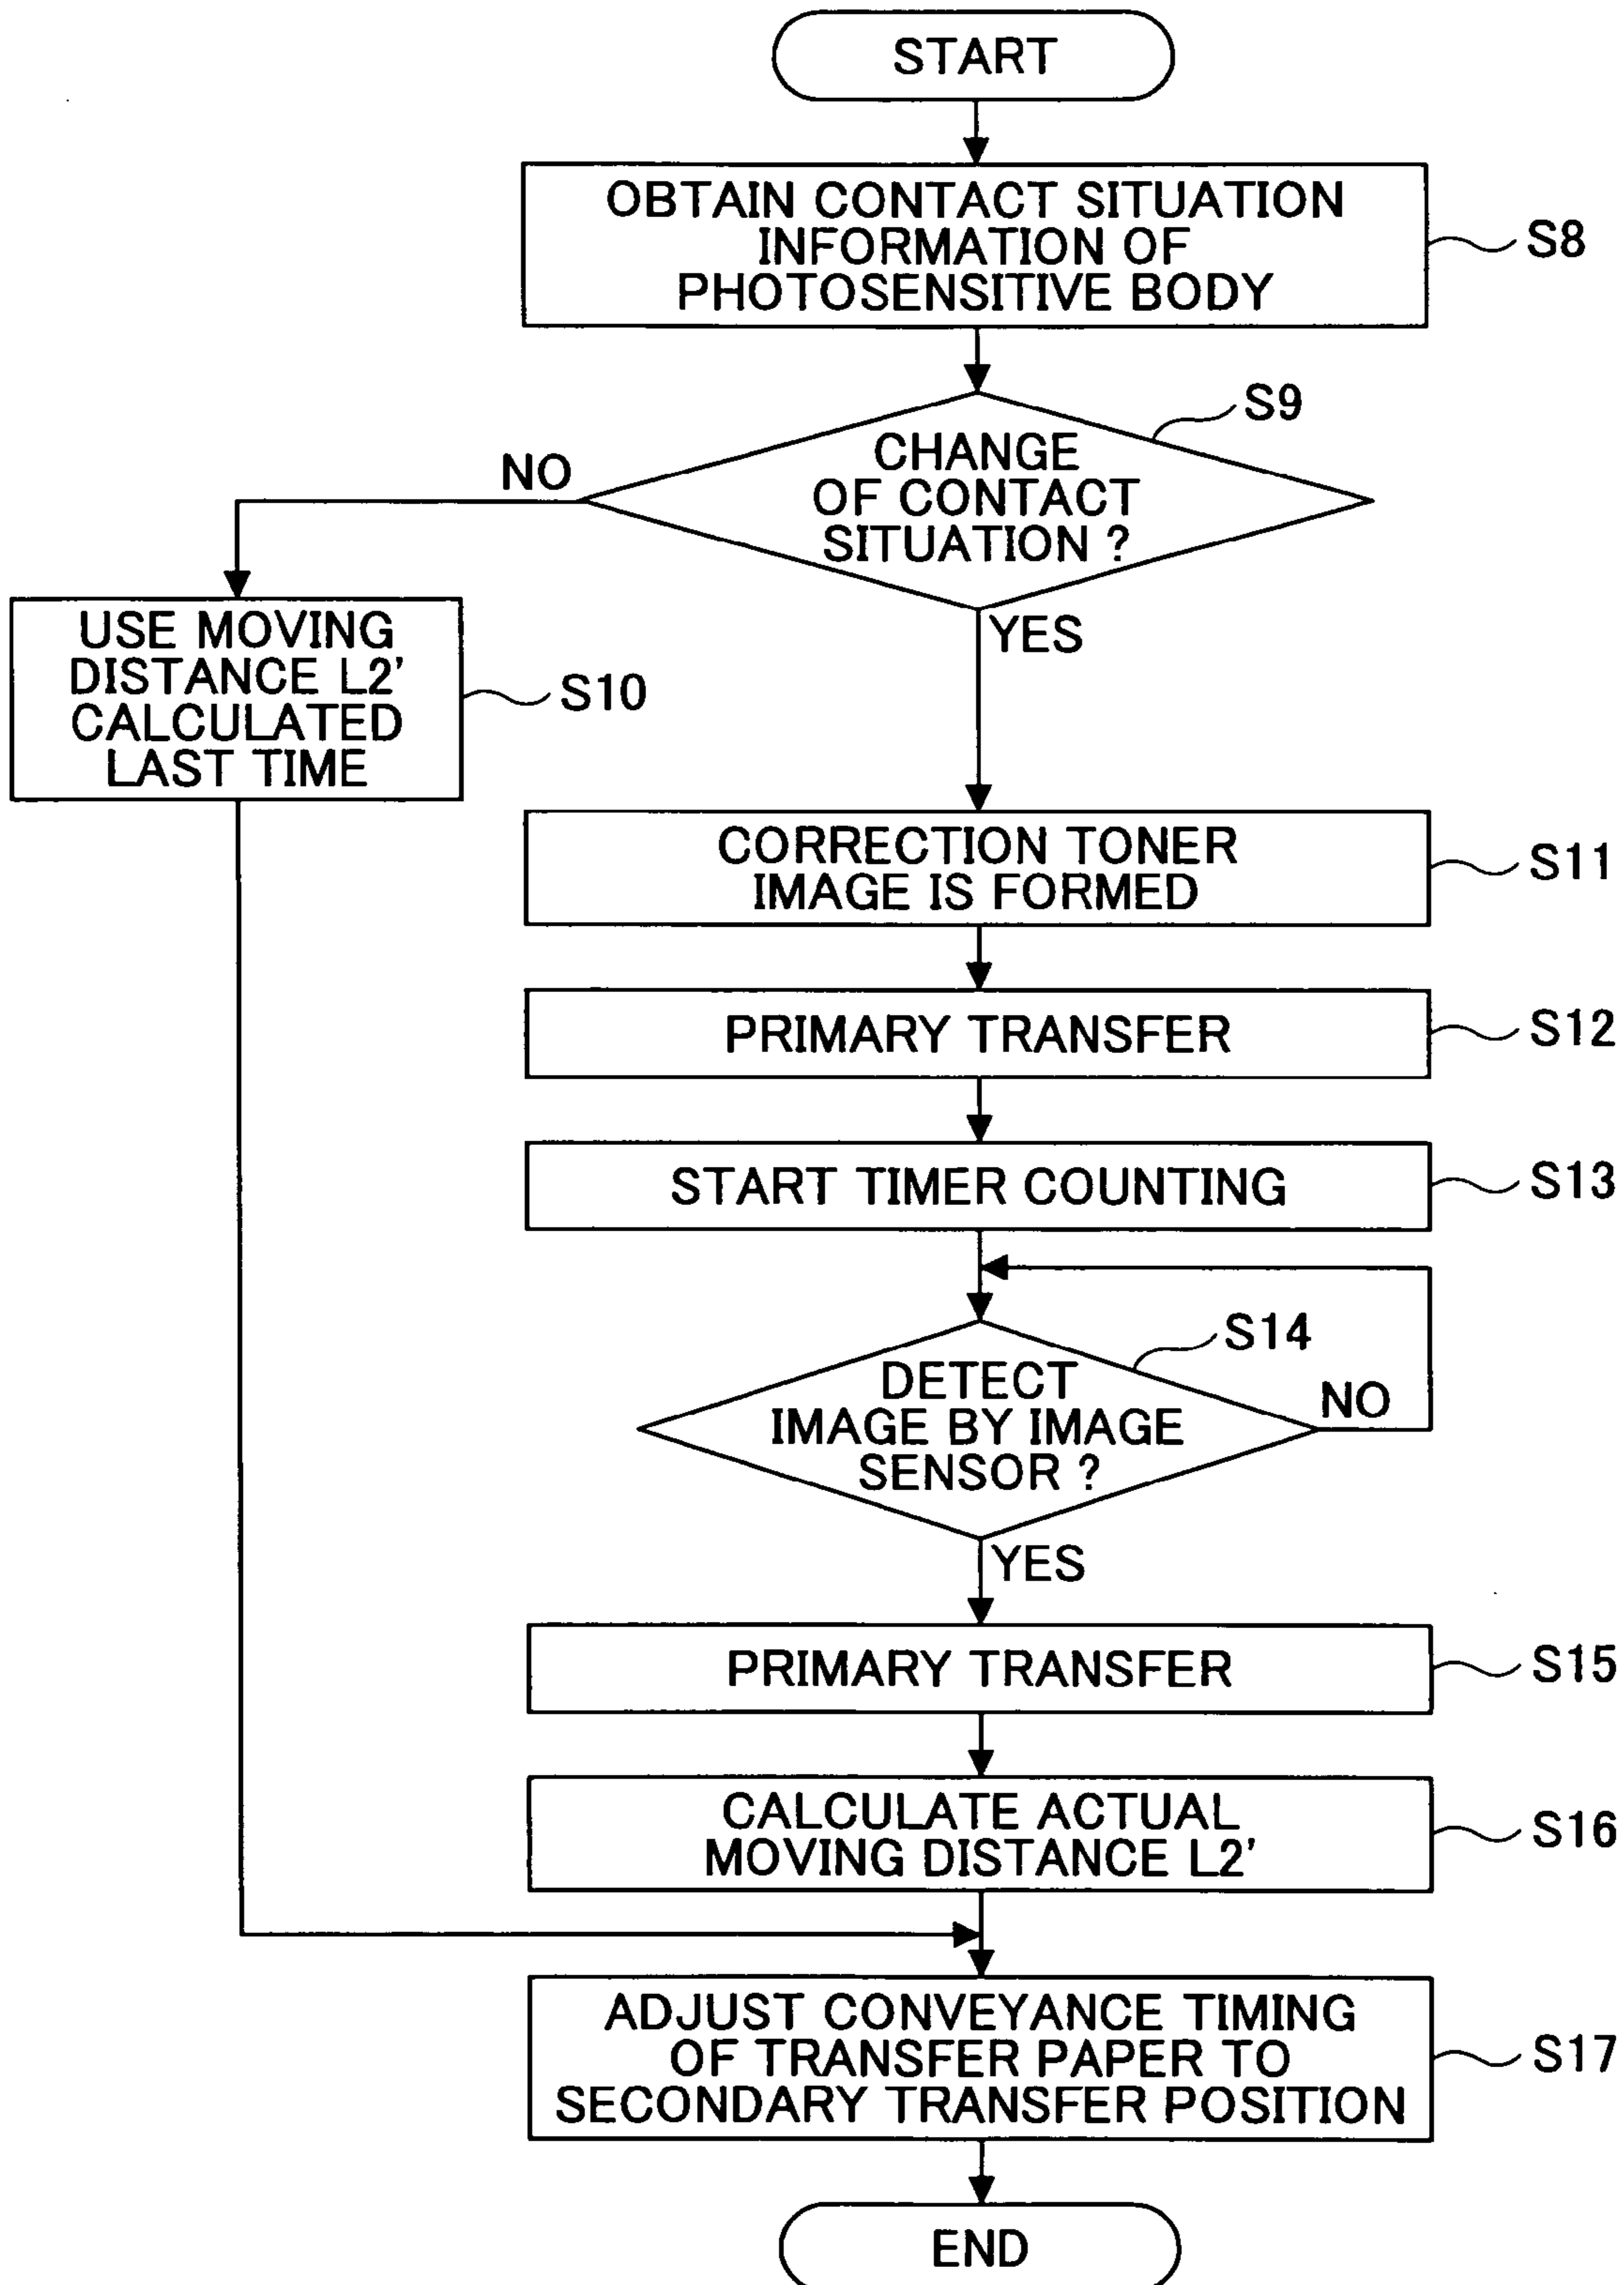 START
OBTAIN CONTACT SITUATION
INFORMATION OF
PHOTOSENSITIVE BODY
S8
S9
CHANGE
OF CONTACT
SITUATION ?
NO
YES
USE MOVING
DISTANCE L2'
CALCULATED
LAST TIME
S10
CORRECTION TONER
IMAGE IS FORMED
S11
PRIMARY TRANSFER
S12
START TIMER COUNTING
S13
S14
DETECT
IMAGE BY IMAGE
SENSOR ?
NO
YES
PRIMARY TRANSFER
S15
CALCULATE ACTUAL
MOVING DISTANCE L2'
S16
ADJUST CONVEYANCE TIMING
OF TRANSFER PAPER TO
SECONDARY TRANSFER POSITION
S17
END